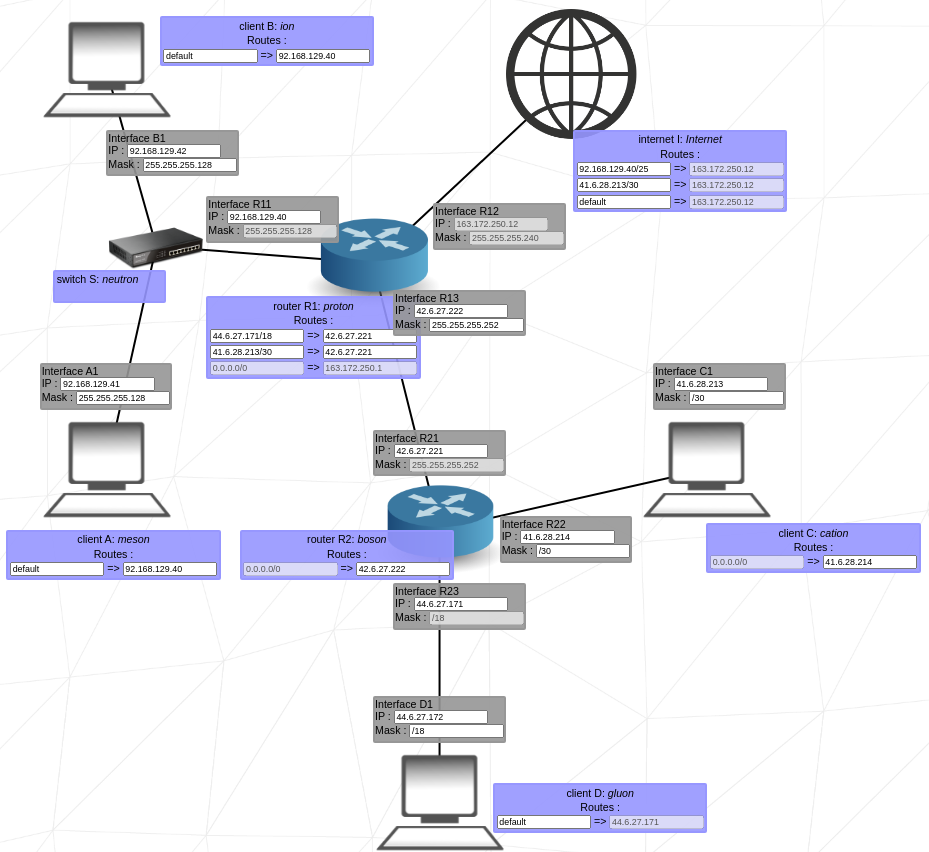 client B: ion
Routes :
default => 92.168.129.40
Interface B1
IP : 92.168.129.42
Mask : 255.255.255.128
internet I: Internet
Routes :
92.168.129.40/25 => 163.172.250.12
41.6.28.213/30 => 163.172.250.12
default => 163.172.250.12
Interface R11
IP : 92.168.129.40
Mask : 255.255.255.128
Interface R12
IP : 163.172.250.12
Mask : 255.255.255.240
switch S: neutron
Interface R13
IP : 42.6.27.222
Mask : 255.255.255.252
router R1: proton
Routes :
44.6.27.171/18 => 42.6.27.221
41.6.28.213/30 => 42.6.27.221
0.0.0.0/0 => 163.172.250.1
Interface A1
IP : 92.168.129.41
Mask : 255.255.255.128
Interface C1
IP : 41.6.28.213
Mask : /30
Interface R21
IP : 42.6.27.221
Mask : 255.255.255.252
Interface R22
IP : 41.6.28.214
Mask : /30
client A: meson
Routes :
default => 92.168.129.40
router R2: boson
Routes :
0.0.0.0/0 => 42.6.27.222
client C: cation
Routes :
0.0.0.0/0 => 41.6.28.214
Interface R23
IP : 44.6.27.171
Mask : /18
Interface D1
IP : 44.6.27.172
Mask : /18
client D: gluon
Routes :
default => 44.6.27.171